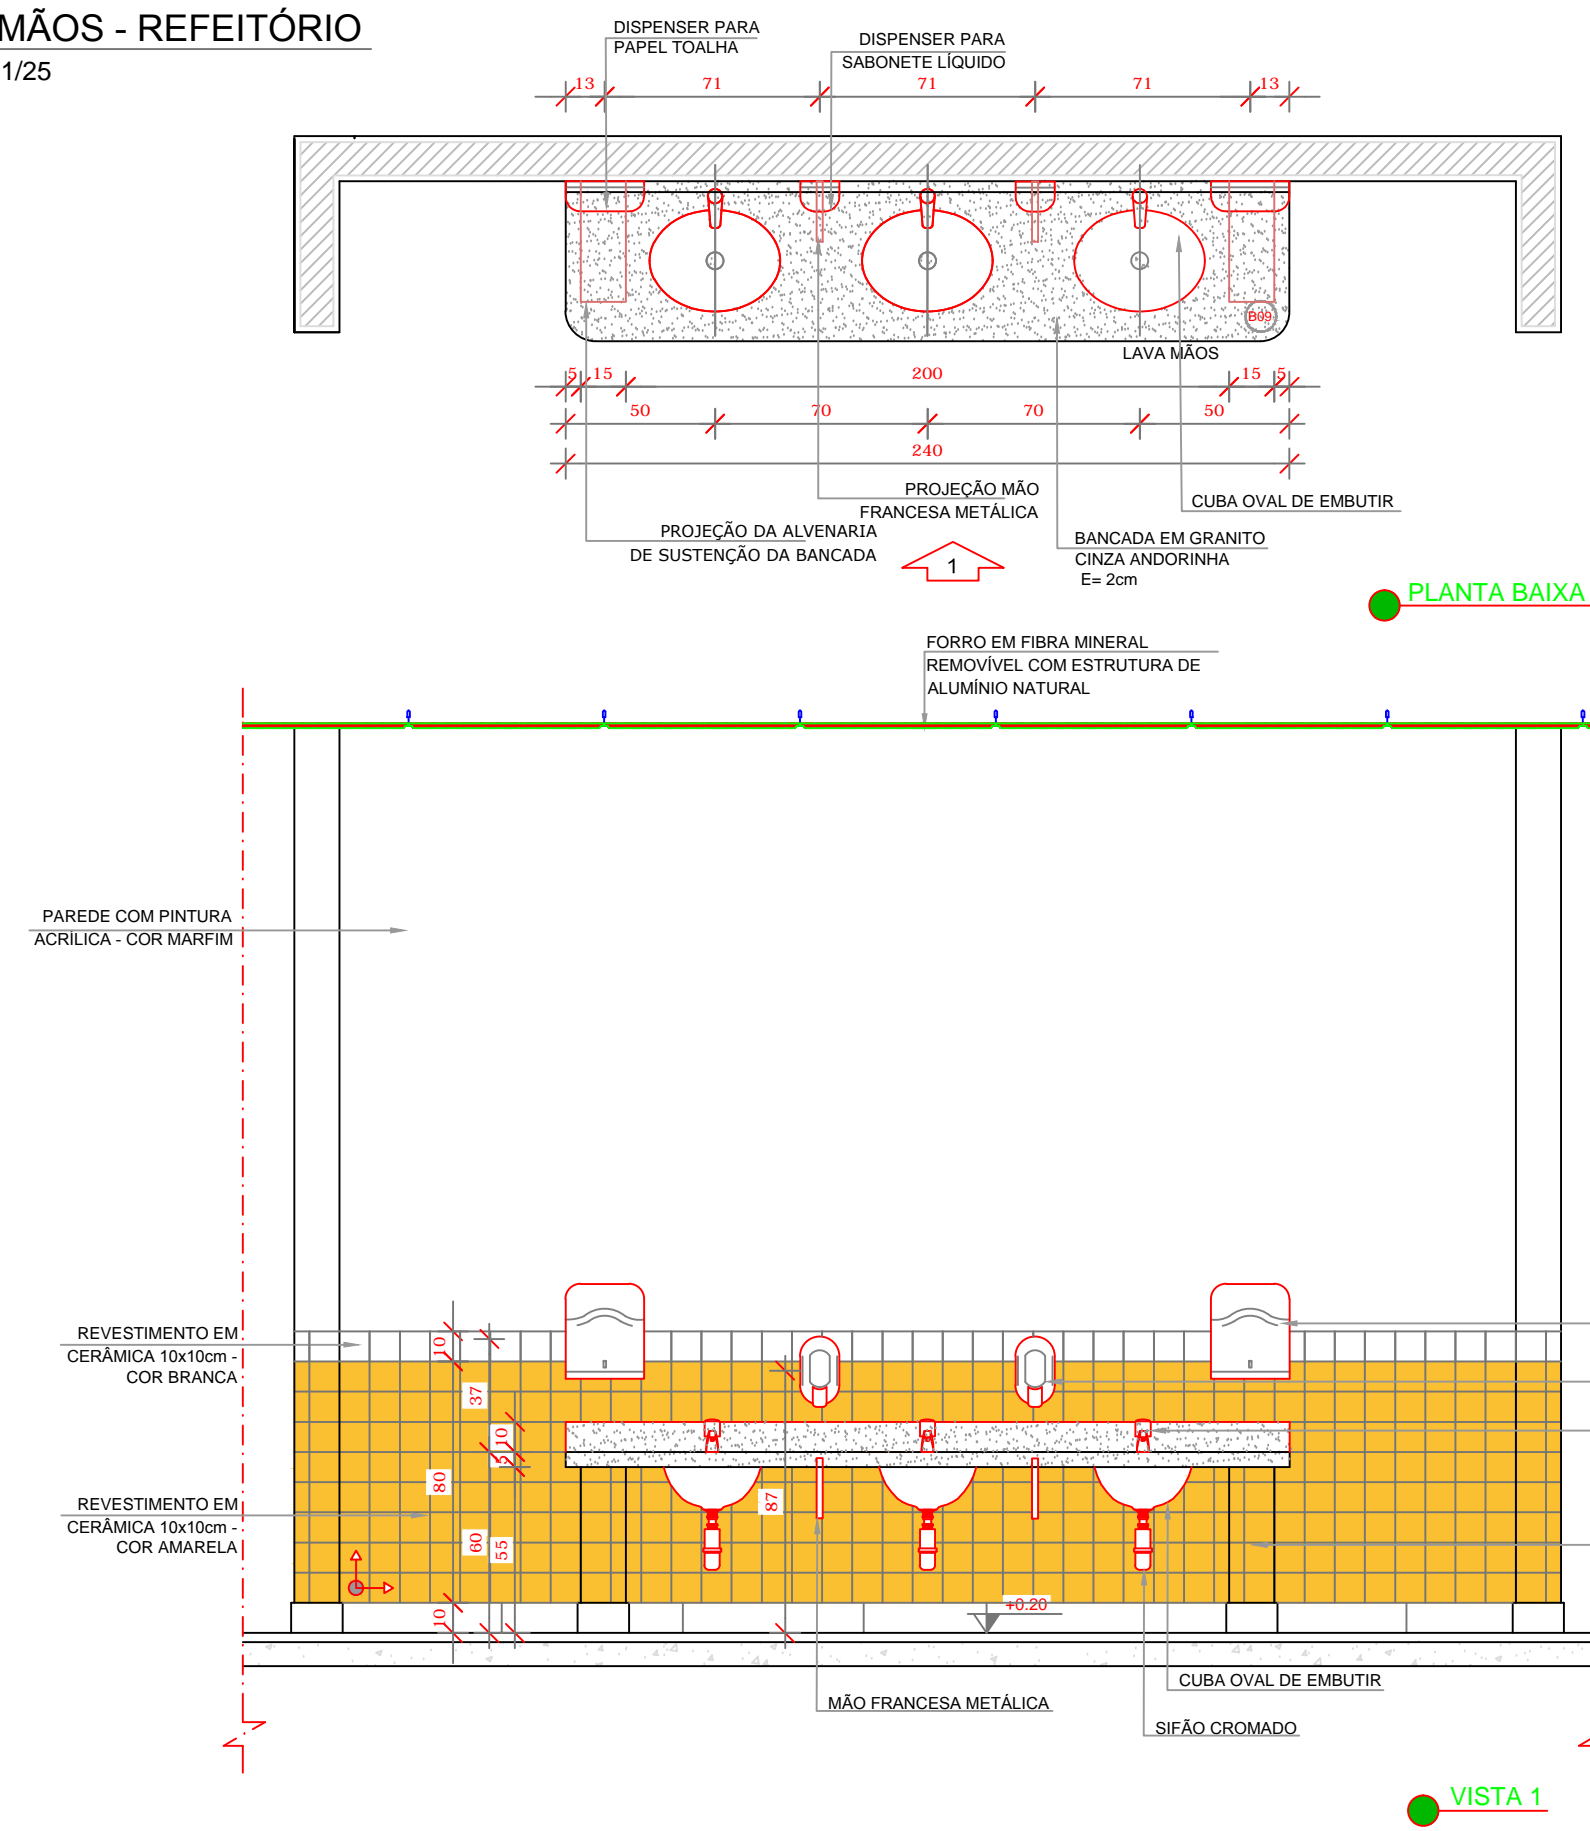 MÃOS - REFEITÓRIO
1/25
DISPENSER PARA
PAPEL TOALHA
DISPENSER PARA
SABONETE LÍQUIDO
13
71
71
71
13
B09
LAVA MÃOS
5
15
200
15
5
50
70
70
50
240
PROJEÇÃO MÃO
FRANCESA METÁLICA
CUBA OVAL DE EMBUTIR
PROJEÇÃO DA ALVENARIA
DE SUSTENÇÃO DA BANCADA
1
BANCADA EM GRANITO
CINZA ANDORINHA
E= 2cm
PLANTA BAIXA
FORRO EM FIBRA MINERAL
REMOVÍVEL COM ESTRUTURA DE
ALUMÍNIO NATURAL
PAREDE COM PINTURA
ACRÍLICA - COR MARFIM
REVESTIMENTO EM
CERÂMICA 10x10cm -
COR BRANCA
10
37
10
5
80
87
60
55
10
REVESTIMENTO EM
CERÂMICA 10x10cm -
COR AMARELA
+0.20
CUBA OVAL DE EMBUTIR
MÃO FRANCESA METÁLICA
SIFÃO CROMADO
VISTA 1